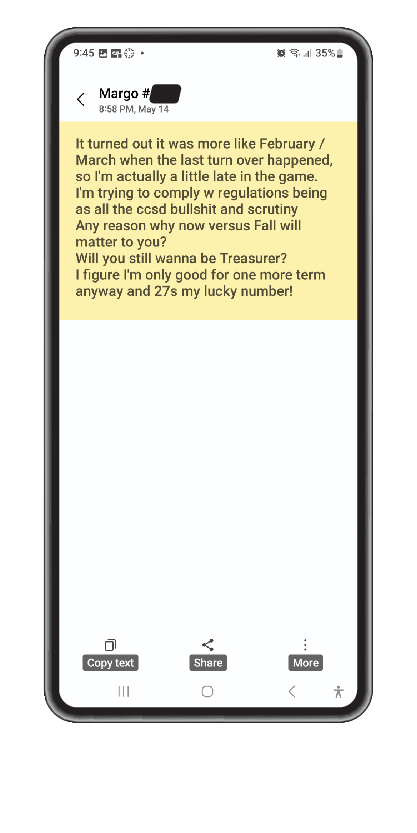 9:45 35%
Margo #
8:58 PM, May 14
It turned out it was more like February /
March when the last turn over happened,
so I'm actually a little late in the game.
I'm trying to comply w regulations being
as all the ccsd bullshit and scrutiny
Any reason why now versus Fall will
matter to you?
Will you still wanna be Treasurer?
I figure I'm only good for one more term
anyway and 27s my lucky number!
Copy text Share More